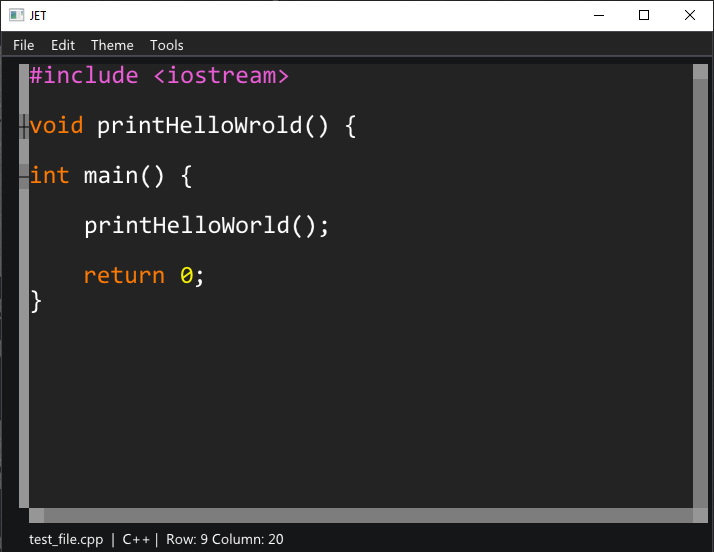 JET
File Edit Theme Tools
#include <iostream>
void printHelloWrold() {
int main() {
printHelloWorld();
return 0;
}
test_file.cpp | C++ | Row: 9 Column: 20